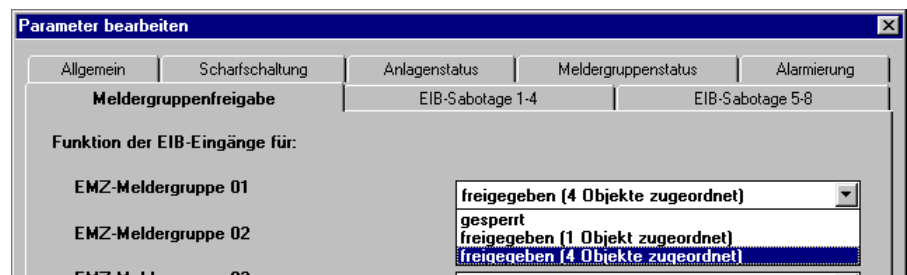 Parameter bearbeiten
Allgemein Scharfschaltung Anlagenstatus Meldergruppenstatus Alarmierung
Meldergruppenfreigabe EIB-Sabotage 1-4 EIB-Sabotage 5-8
Funktion der EIB-Eingänge für:
EMZ-Meldergruppe 01 freigegeben (4 Objekte zugeordnet)
gesperrt
EMZ-Meldergruppe 02 freigegeben (1 Objekt zugeordnet)
freigegeben (4 Objekte zugeordnet)